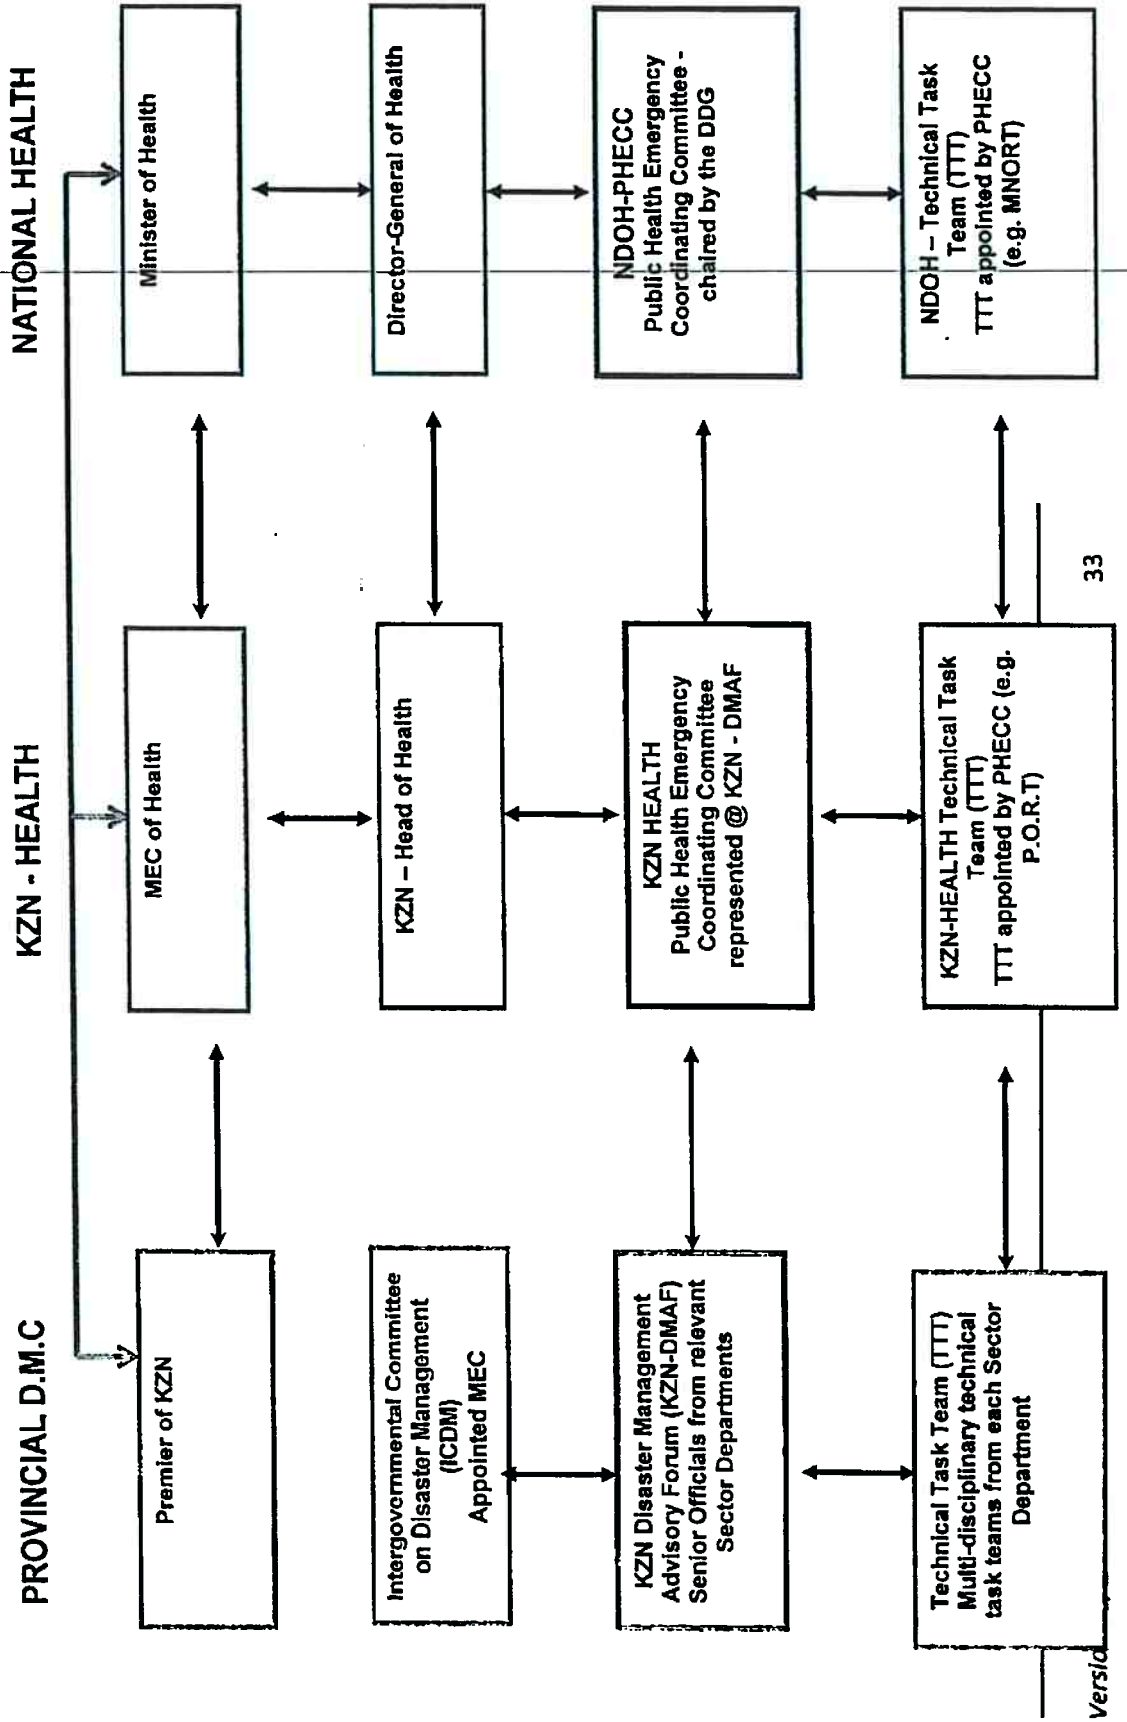 PROVINCIAL D.M.C
KZN - HEALTH
NATIONAL HEALTH
Premier of KZN
MEC of Health
Minister of Health
Intergovernmental Committee
on Disaster Management
(ICDM)
Appointed MEC
KZN – Head of Health
Director-General of Health
KZN Disaster Management
Advisory Forum (KZN-DMAF)
Senior Officials from relevant
Sector Departments
KZN HEALTH
Public Health Emergency
Coordinating Committee
represented @ KZN - DMAF
NDOH-PHECC
Public Health Emergency
Coordinating Committee -
chaired by the DDG
Technical Task Team (TTT)
Multi-disciplinary technical
task teams from each Sector
Department
KZN-HEALTH Technical Task
Team (TTT)
TTT appointed by PHECC (e.g.
P.O.R.T)
NDOH – Technical Task
Team (TTT)
TTT appointed by PHECC
(e.g. MNORT)
33